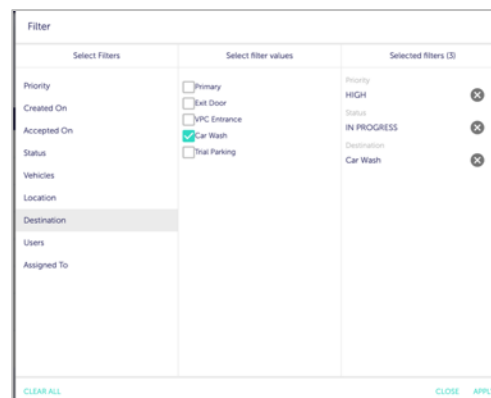 Filter
Select Filters
Select filter values
Selected filters (3)
Priority
Created On
Accepted On
Status
Vehicles
Location
Destination
Users
Assigned To
Primary
Exit Door
VPC Entrance
Car Wash
Trial Parking
Priority
HIGH
Status
IN PROGRESS
Destination
Car Wash
CLEAR ALL
CLOSE
APPL